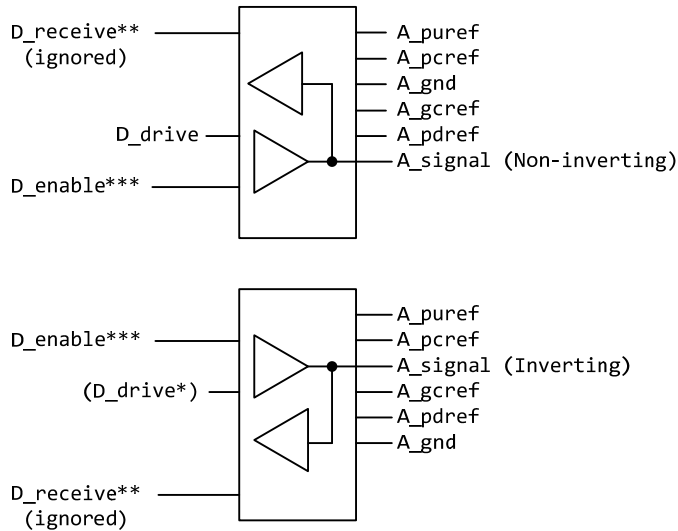 D_receive**
(ignored)
D_drive
D_enable***
A_puref
A_pcref
A_gnd
A_gcref
A_pdref
A_signal (Non-inverting)
D_enable***
(D_drive*)
D_receive**
(ignored)
A_puref
A_pcref
A_signal (Inverting)
A_gcref
A_pdref
A_gnd